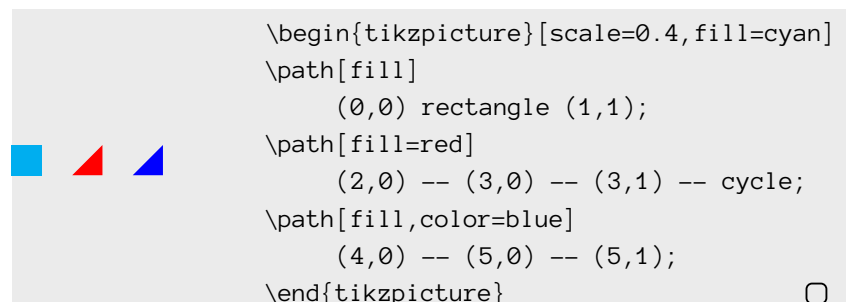 \begin{tikzpicture}[scale=0.4,fill=cyan]
\path[fill]
(0,0) rectangle (1,1);
\path[fill=red]
(2,0) -- (3,0) -- (3,1) -- cycle;
\path[fill,color=blue]
(4,0) -- (5,0) -- (5,1);
\end{tikzpicture}